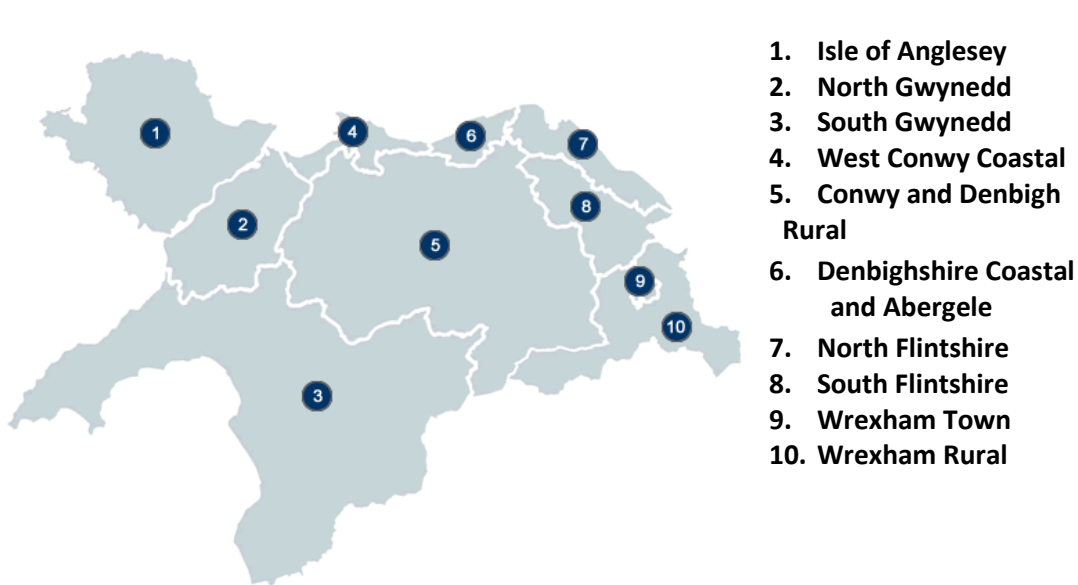 1. Isle of Anglesey
2. North Gwynedd
3. South Gwynedd
4. West Conwy Coastal
5. Conwy and Denbigh
Rural
6. Denbighshire Coastal
and Abergele
7. North Flintshire
8. South Flintshire
9. Wrexham Town
10. Wrexham Rural
1
4
6
7
8
2
5
9
10
3